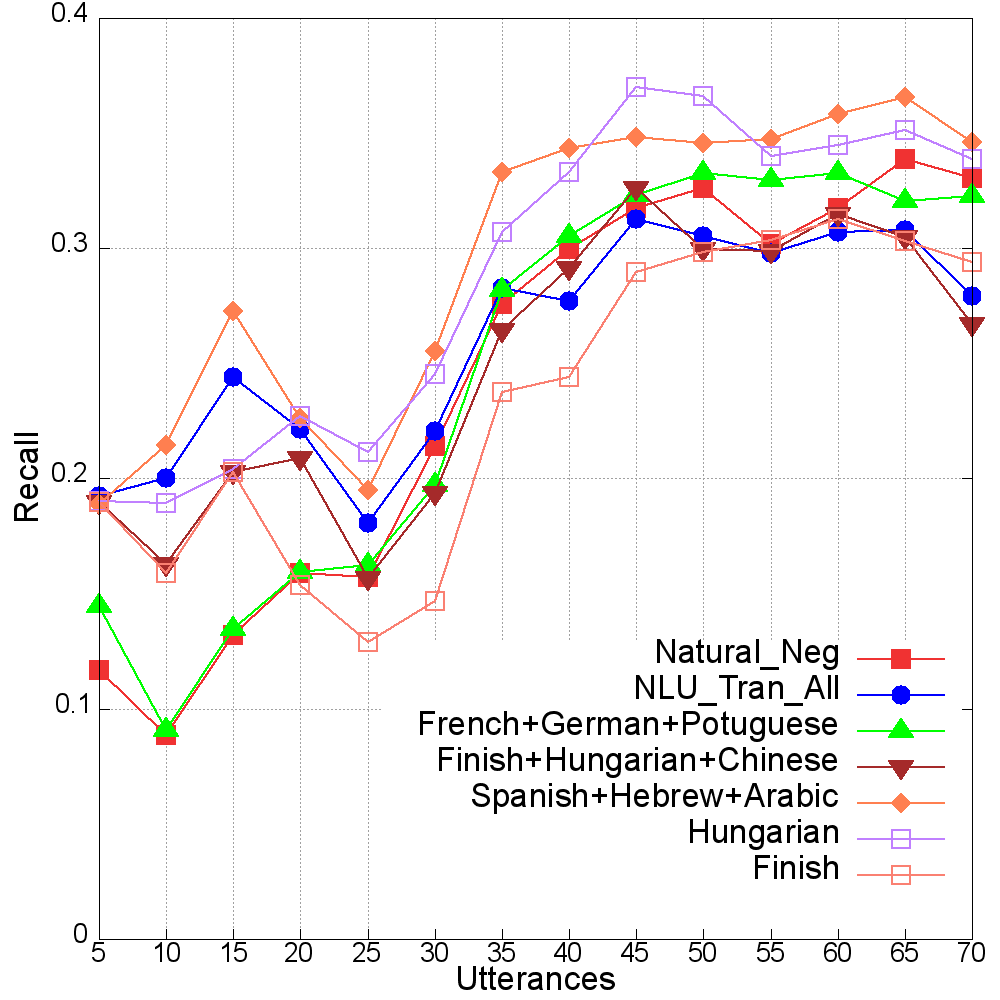 0.4
0.3
0.2
0.1
0
Recall
Natural_Neg
NLU_Tran_All
French+German+Potuguese
Finish+Hungarian+Chinese
Spanish+Hebrew+Arabic
Hungarian
Finish
5 10 15 20 25 30 35 40 45 50 55 60 65 70
Utterances